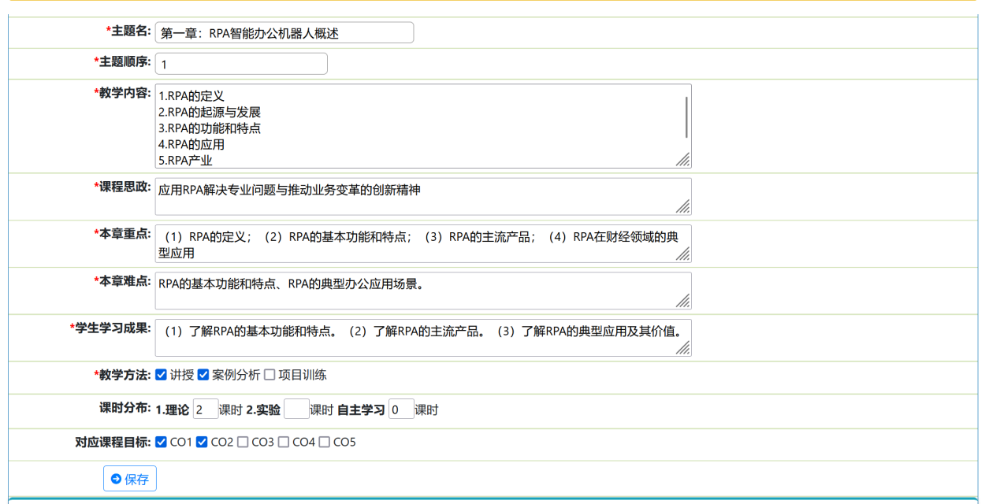 *主题名: 第一章：RPA智能办公机器人概述
*主题顺序: 1
*教学内容: 1.RPA的定义
2.RPA的起源与发展
3.RPA的功能和特点
4.RPA的应用
5.RPA产业
*课程思政: 应用RPA解决专业问题与推动业务变革的创新精神
*本章重点: （1）RPA的定义；（2）RPA的基本功能和特点；（3）RPA的主流产品；（4）RPA在财经领域的典
型应用
*本章难点: RPA的基本功能和特点、RPA的典型办公应用场景。
*学生学习成果: （1）了解RPA的基本功能和特点。（2）了解RPA的主流产品。（3）了解RPA的典型应用及其价值。
*教学方法: 讲授 案例分析 项目训练
课时分布: 1.理论 2 课时 2.实验 课时 自主学习 0 课时
对应课程目标: CO1 CO2 CO3 CO4 CO5
保存